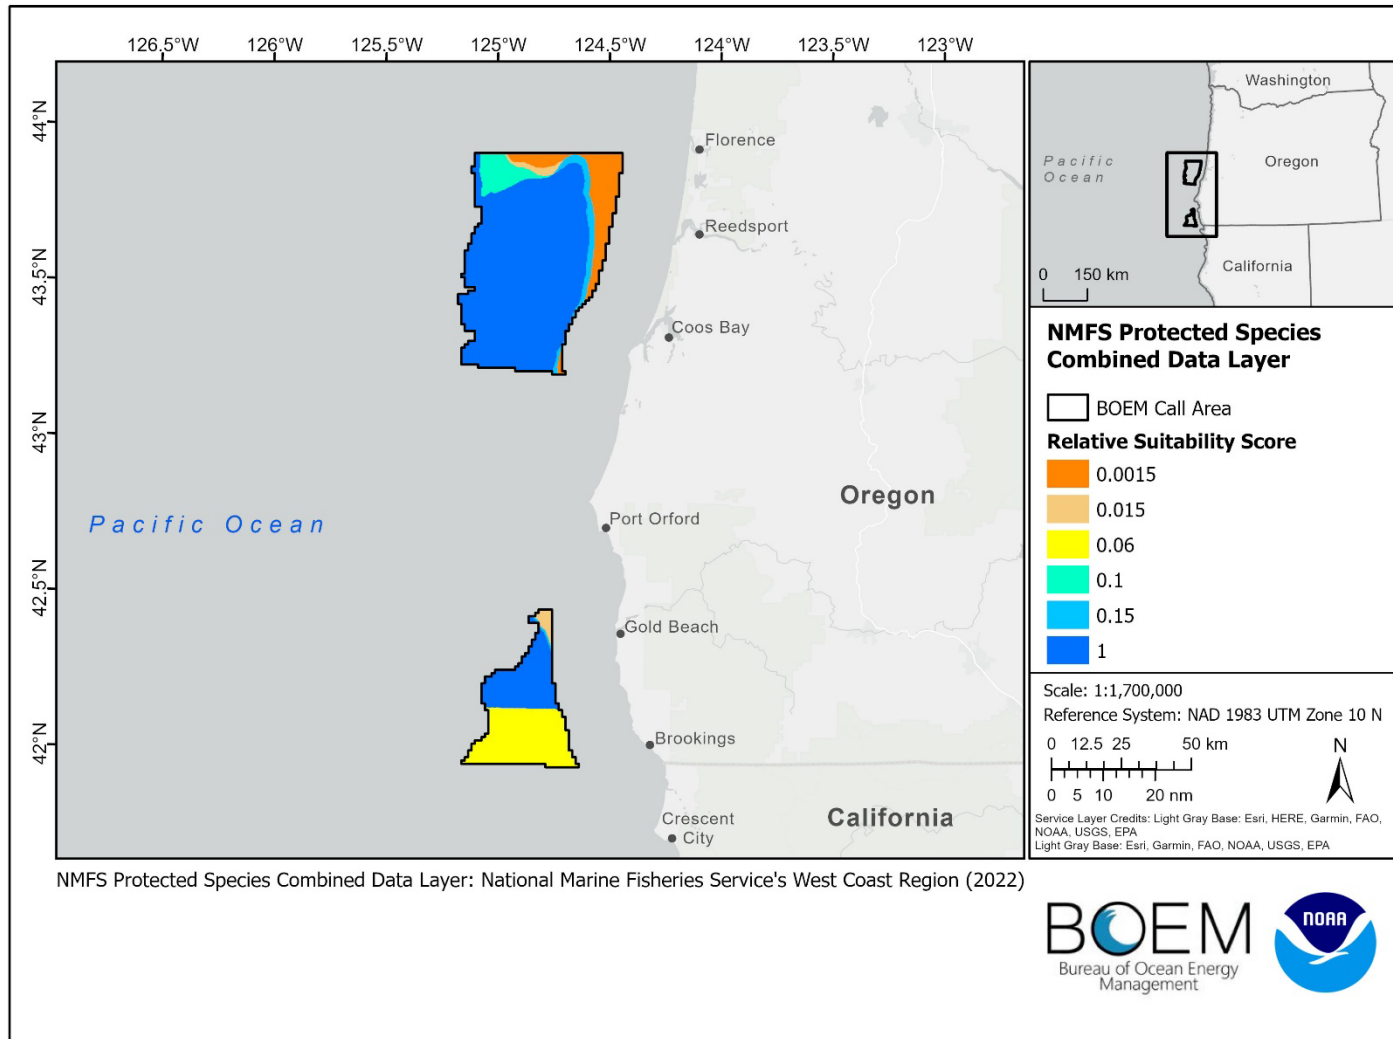 126.5°W 126°W 125.5°W 125°W 124.5°W 124°W 123.5°W 123°W
44°N
43.5°N
43°N
42.5°N
42°N
Florence
Reedsport
Coos Bay
Oregon
Port Orford
Pacific Ocean
Gold Beach
Brookings
Crescent
City
California
Washington
Pacific
Ocean
Oregon
California
0 150 km
NMFS Protected Species
Combined Data Layer
BOEM Call Area
Relative Suitability Score
0.0015
0.015
0.06
0.1
0.15
1
Scale: 1:1,700,000
Reference System: NAD 1983 UTM Zone 10 N
0 12.5 25 50 km
0 5 10 20 nm
N
Service Layer Credits: Light Gray Base: Esri, HERE, Garmin, FAO,
NOAA, USGS, EPA
Light Gray Base: Esri, Garmin, FAO, NOAA, USGS, EPA
NMFS Protected Species Combined Data Layer: National Marine Fisheries Service's West Coast Region (2022)
BOEM
Bureau of Ocean Energy
Management
NOAA